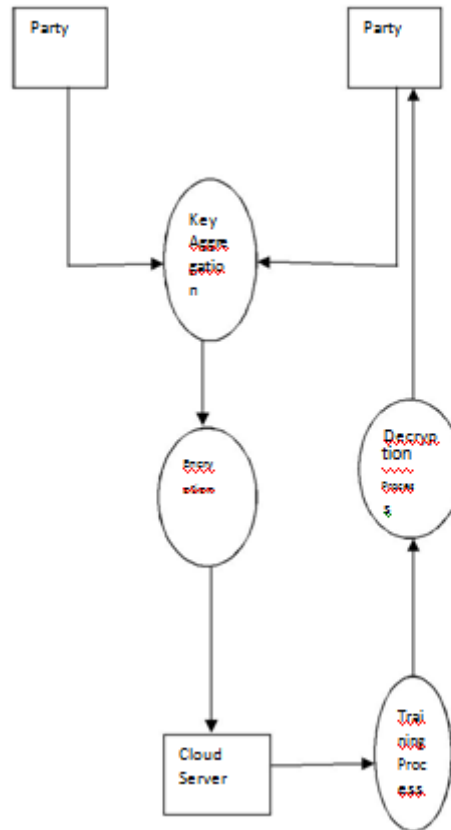 Party
Party
Key
Aggre
gatio
n
Decryp
tion
s
Trai
ning
Proc
ess
Cloud
Server